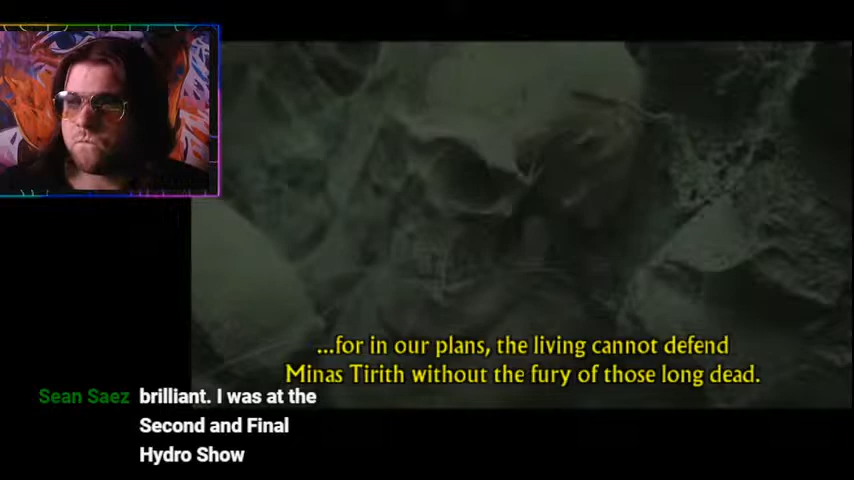 ...for in our plans, the living cannot defend
Minas Tirith without the fury of those long dead.
Sean Saez brilliant. I was at the
Second and Final
Hydro Show